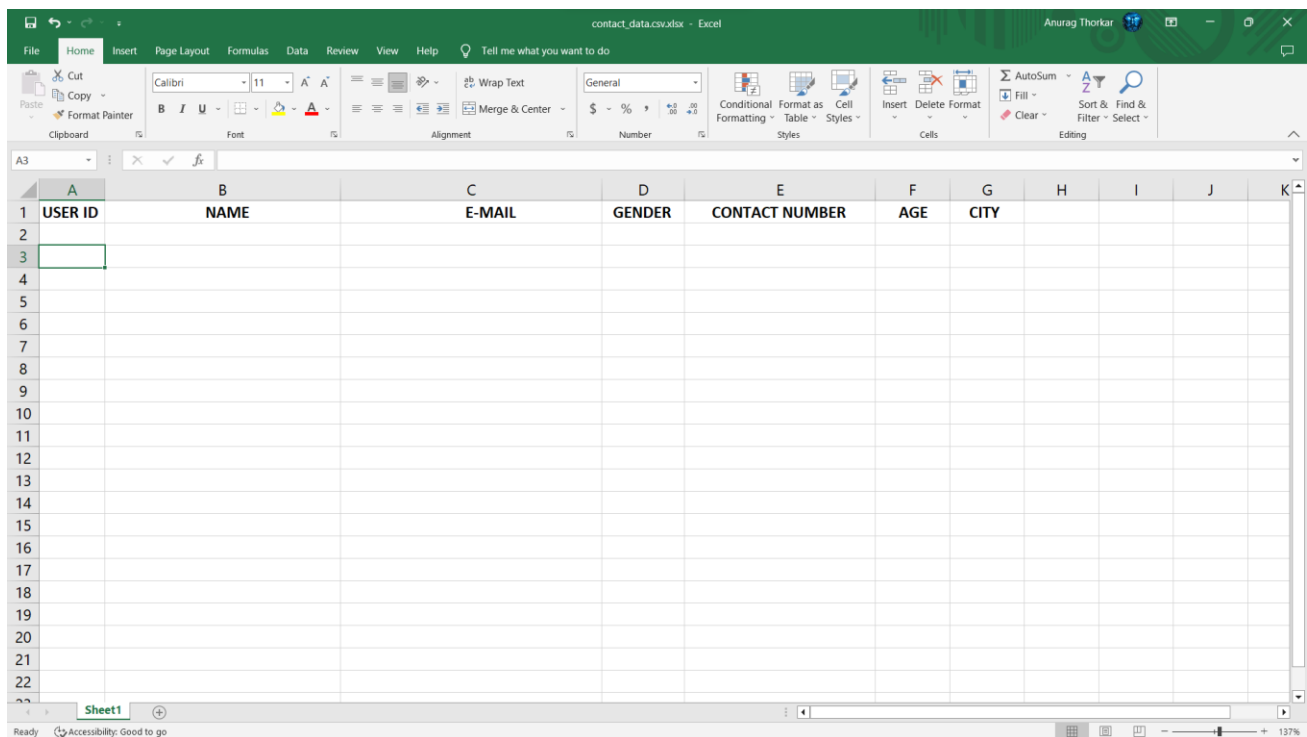 contact_data.csv.xlsx - Excel
Anurag Thorkar
File Home Insert Page Layout Formulas Data Review View Help Tell me what you want to do
Paste
Cut
Copy
Format Painter
Clipboard
Calibri 11 A A
B I U A
Font
ab Wrap Text
Merge & Center
Alignment
General
$ % ,
Number
Conditional Formatting
Format as Table
Cell Styles
Styles
Insert Delete Format
Cells
AutoSum
Fill
Clear
Sort & Filter
Find & Select
Editing
A3 fx
A B C D E F G H I J K
1 USER ID NAME E-MAIL GENDER CONTACT NUMBER AGE CITY
2
3
4
5
6
7
8
9
10
11
12
13
14
15
16
17
18
19
20
21
22
23
Sheet1
Ready Accessibility: Good to go 137%